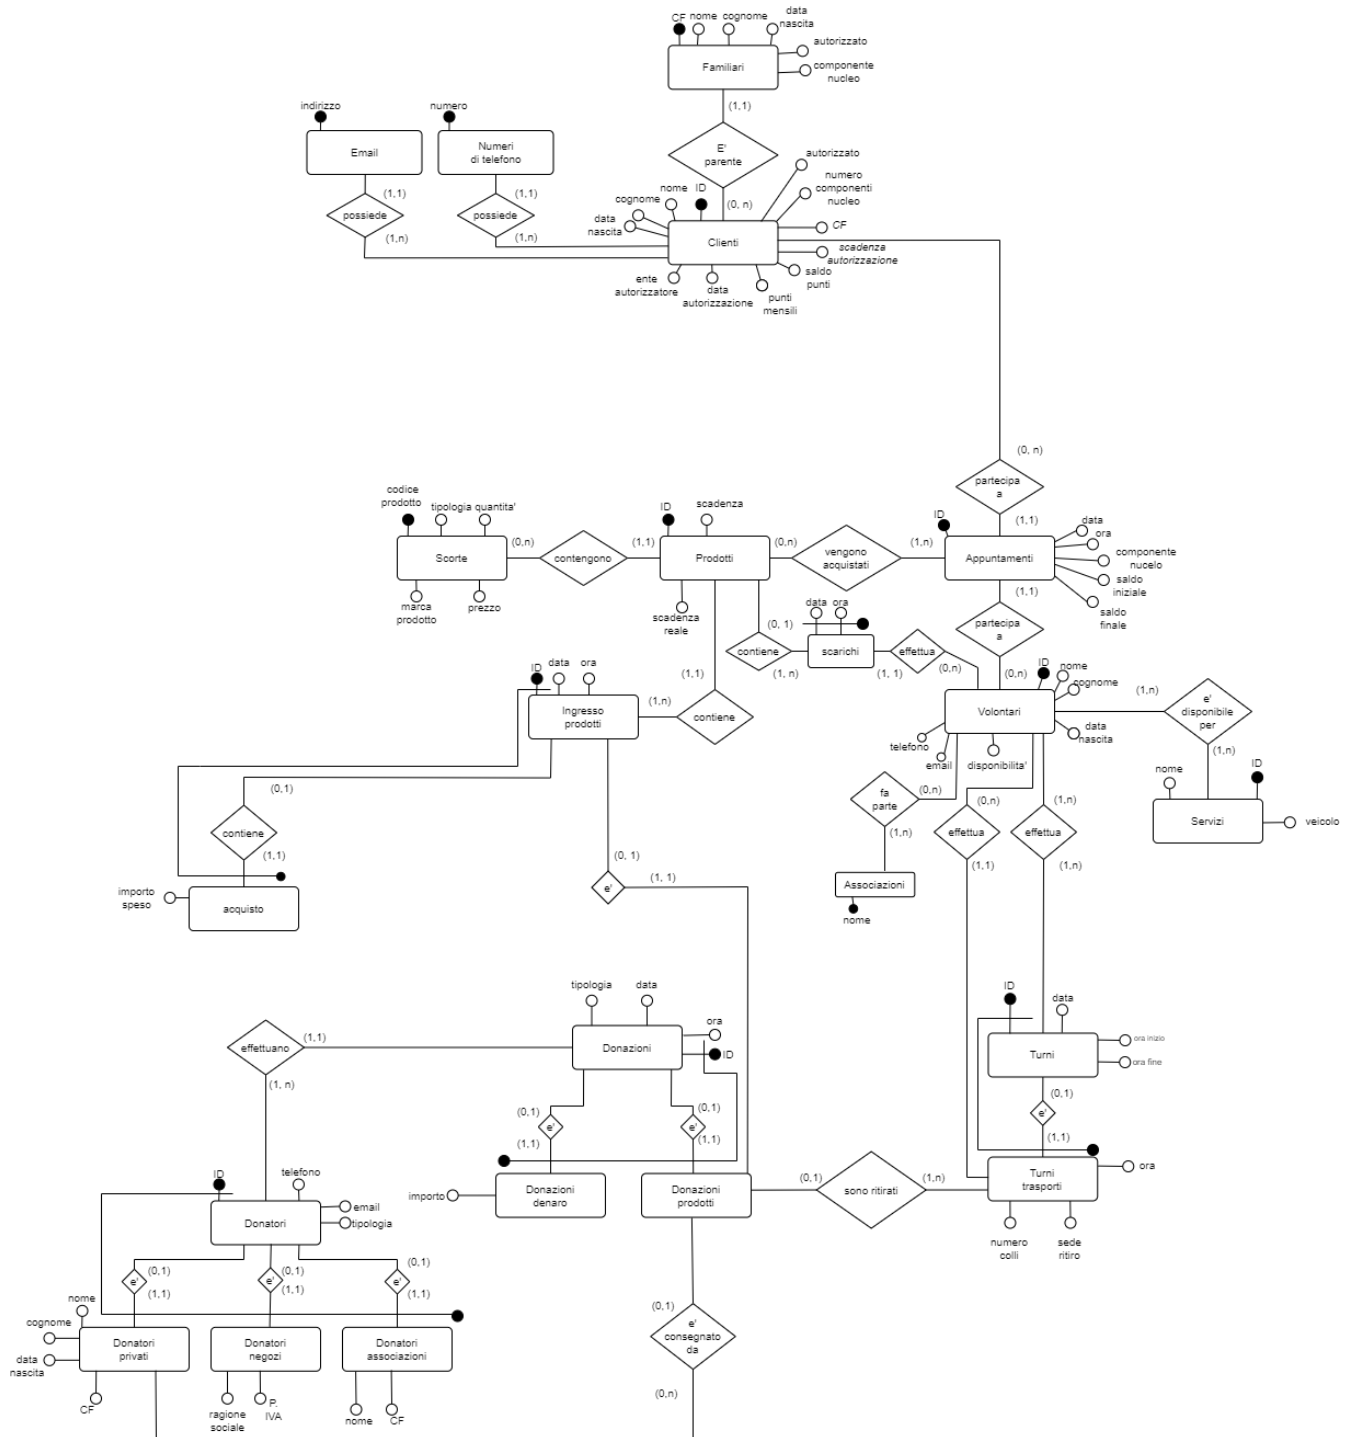 CF
nome
cognome
data
nascita
autorizzato
Familiari
componente
nucleo
(1,1)
indirizzo
numero
Email
Numeri
di telefono
E'
parente
autorizzato
numero
componenti
nucleo
(1,1)
(1,1)
nome
ID
cognome
(0, n)
possiede
possiede
data
nascita
CF
(1,n)
(1,n)
Clienti
scadenza
autorizzazione
saldo
punti
ente
autorizzatore
data
autorizzazione
punti
mensili
(0, n)
partecipa
a
codice
prodotto
tipologia
quantita'
ID
scadenza
ID
(1,1)
data
ora
Scorte
(0,n)
contengono
(1,1)
Prodotti
(0,n)
vengono
acquistati
(1,n)
Appuntamenti
componente
nucelo
saldo
iniziale
saldo
finale
marca
prodotto
prezzo
scadenza
reale
(1,1)
data
ora
(0, 1)
partecipa
a
contiene
scarichi
effettua
(1, n)
(1, 1)
(0,n)
(0,n)
ID
nome
cognome
ID
data
ora
(1,1)
(1,n)
(1,n)
Ingresso
prodotti
contiene
Volontari
e'
disponibile
per
data
nascita
telefono
email
disponibilita'
(1,n)
nome
ID
(0,1)
fa
parte
(0,n)
(0,n)
(1,n)
Servizi
veicolo
contiene
(1,n)
effettua
effettua
(1,1)
(0, 1)
(1,1)
(1,n)
importo
speso
acquisto
e'
(1, 1)
Associazioni
nome
tipologia
data
ID
data
(1,1)
ora
effettuano
Donazioni
ID
ora inizio
Turni
ora fine
(1, n)
(0,1)
e'
(0,1)
e'
(0,1)
e'
(1,1)
(1,1)
(1,1)
ID
telefono
importo
Donazioni
denaro
Donazioni
prodotti
(0,1)
sono ritirati
(1,n)
Turni
trasporti
ora
email
Donatori
tipologia
numero
colli
sede
ritiro
(0,1)
(0,1)
(0,1)
e'
e'
e'
(1,1)
(1,1)
(1,1)
nome
cognome
data
nascita
Donatori
privati
Donatori
negozi
Donatori
associazioni
(0,1)
e'
consegnato
da
(0,n)
CF
ragione
sociale
P.
IVA
nome
CF